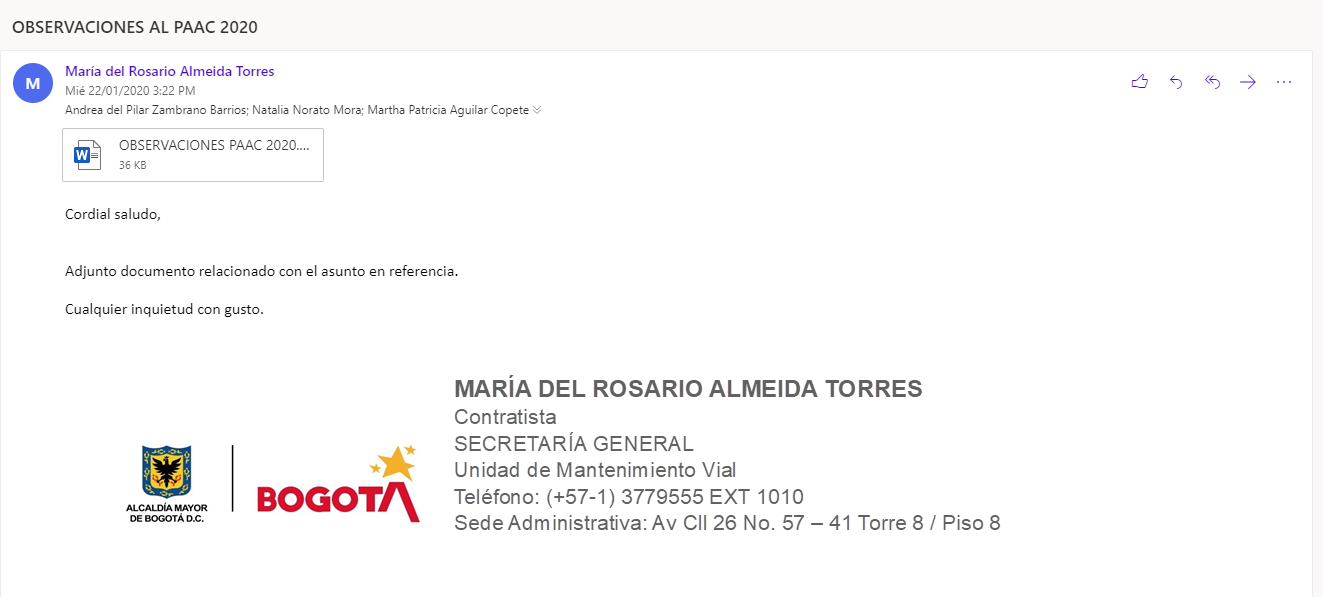 OBSERVACIONES AL PAAC 2020
M
María del Rosario Almeida Torres
Mié 22/01/2020 3:22 PM
Andrea del Pilar Zambrano Barrios; Natalia Norato Mora; Martha Patricia Aguilar Copete
W
OBSERVACIONES PAAC 2020....
36 KB
Cordial saludo,
Adjunto documento relacionado con el asunto en referencia.
Cualquier inquietud con gusto.
MARÍA DEL ROSARIO ALMEIDA TORRES
Contratista
SECRETARÍA GENERAL
Unidad de Mantenimiento Vial
Teléfono: (+57-1) 3779555 EXT 1010
Sede Administrativa: Av Cll 26 No. 57 – 41 Torre 8 / Piso 8
ALCALDÍA MAYOR
DE BOGOTÁ D.C.
BOGOTÁ